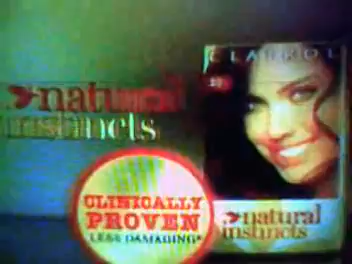 natural
instincts
CLAIROL
natural
instincts
CLINICALLY
PROVEN
LESS DAMAGING*